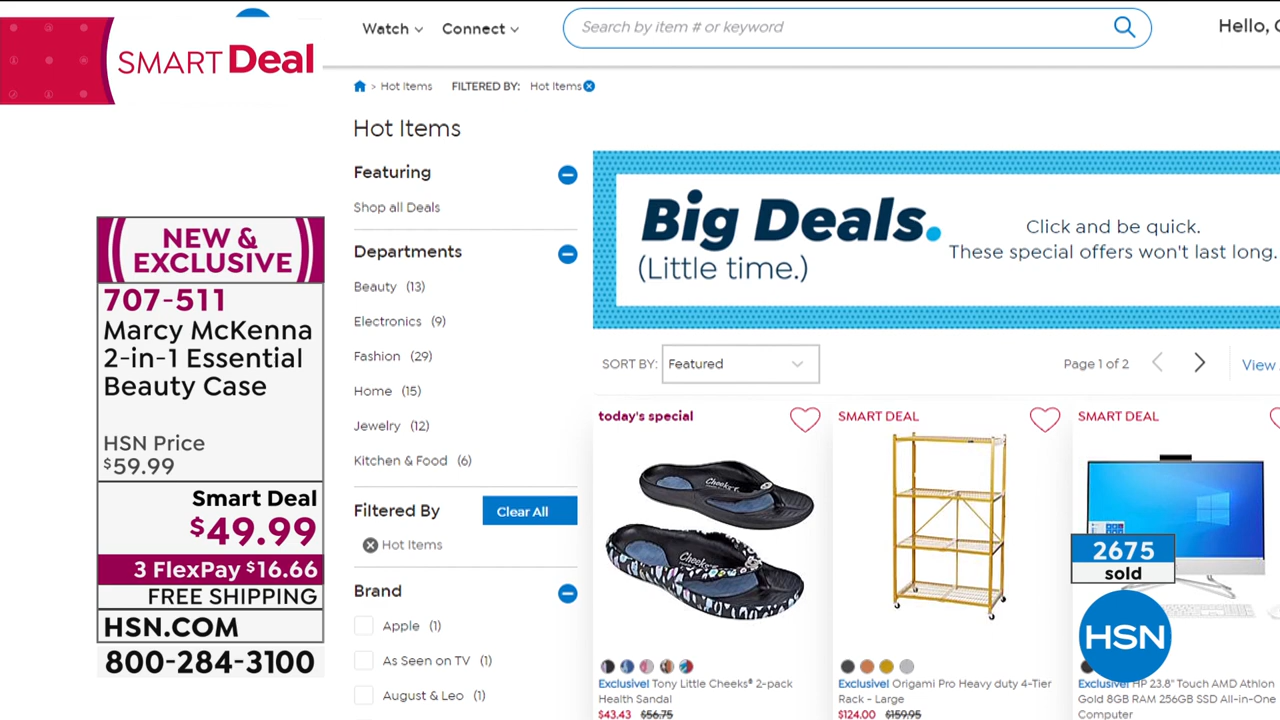 SMART Deal
Watch
Connect
Search by item # or keyword
Hello,
> Hot Items
FILTERED BY:
Hot Items
Hot Items
Featuring
Shop all Deals
Departments
Beauty (13)
Electronics (9)
Fashion (29)
Home (15)
Jewelry (12)
Kitchen & Food (6)
Filtered By
Clear All
Hot Items
Brand
Apple (1)
As Seen on TV (1)
August & Leo (1)
NEW &
EXCLUSIVE
707-511
Marcy McKenna
2-in-1 Essential
Beauty Case
HSN Price
$59.99
Smart Deal
$49.99
3 FlexPay $16.66
FREE SHIPPING
HSN.COM
800-284-3100
Big Deals.
(Little time.)
Click and be quick.
These special offers won't last long.
SORT BY:
Featured
Page 1 of 2
View
today's special
Cheeks
Cheeks
Exclusive! Tony Little Cheeks® 2-pack
Health Sandal
$43.43 $56.75
SMART DEAL
Exclusive! Origami Pro Heavy duty 4-Tier
Rack - Large
$124.00 $159.95
SMART DEAL
2675
sold
HSN
Exclusive! HP 23.8" Touch AMD Athlon
Gold 8GB RAM 256GB SSD All-in-One
Computer